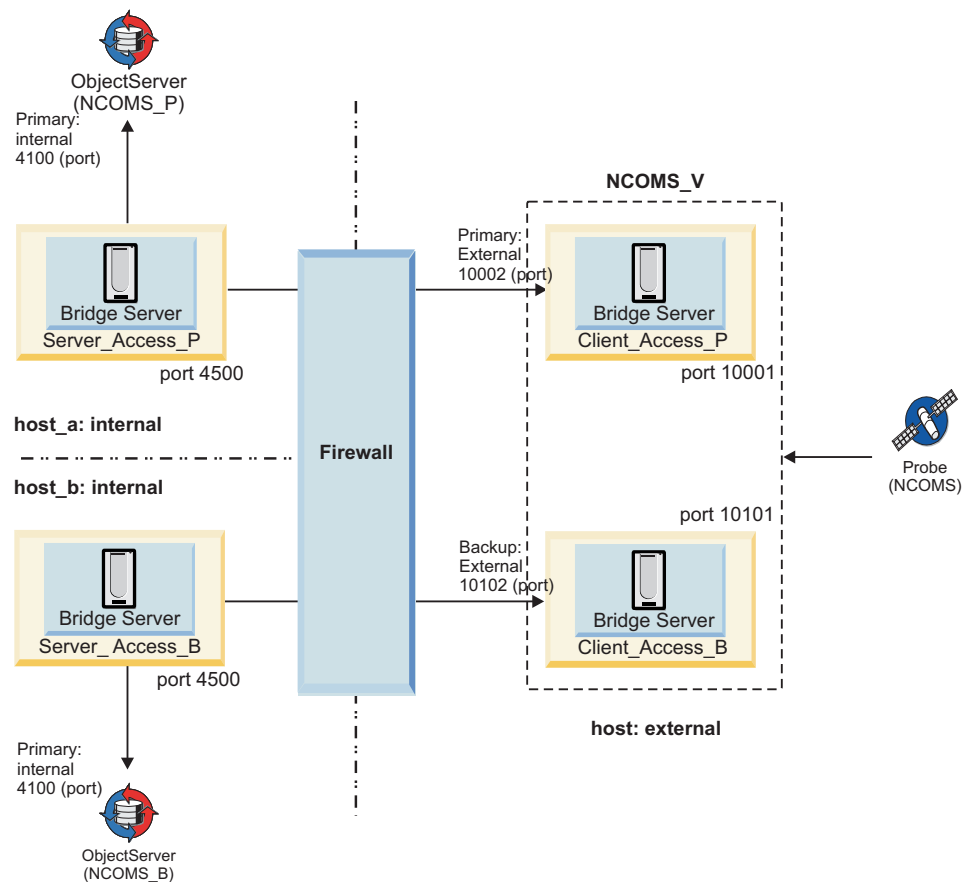 ObjectServer
(NCOMS_P)
Primary:
internal
4100 (port)
NCOMS_V
Primary:
External
10002 (port)
Bridge Server
Server_Access_P
port 4500
Bridge Server
Client_Access_P
port 10001
host_a: internal
Firewall
host_b: internal
Probe
(NCOMS)
port 10101
Backup:
External
10102 (port)
Bridge Server
Server_ Access_B
port 4500
Bridge Server
Client_Access_B
host: external
Primary:
internal
4100 (port)
ObjectServer
(NCOMS_B)